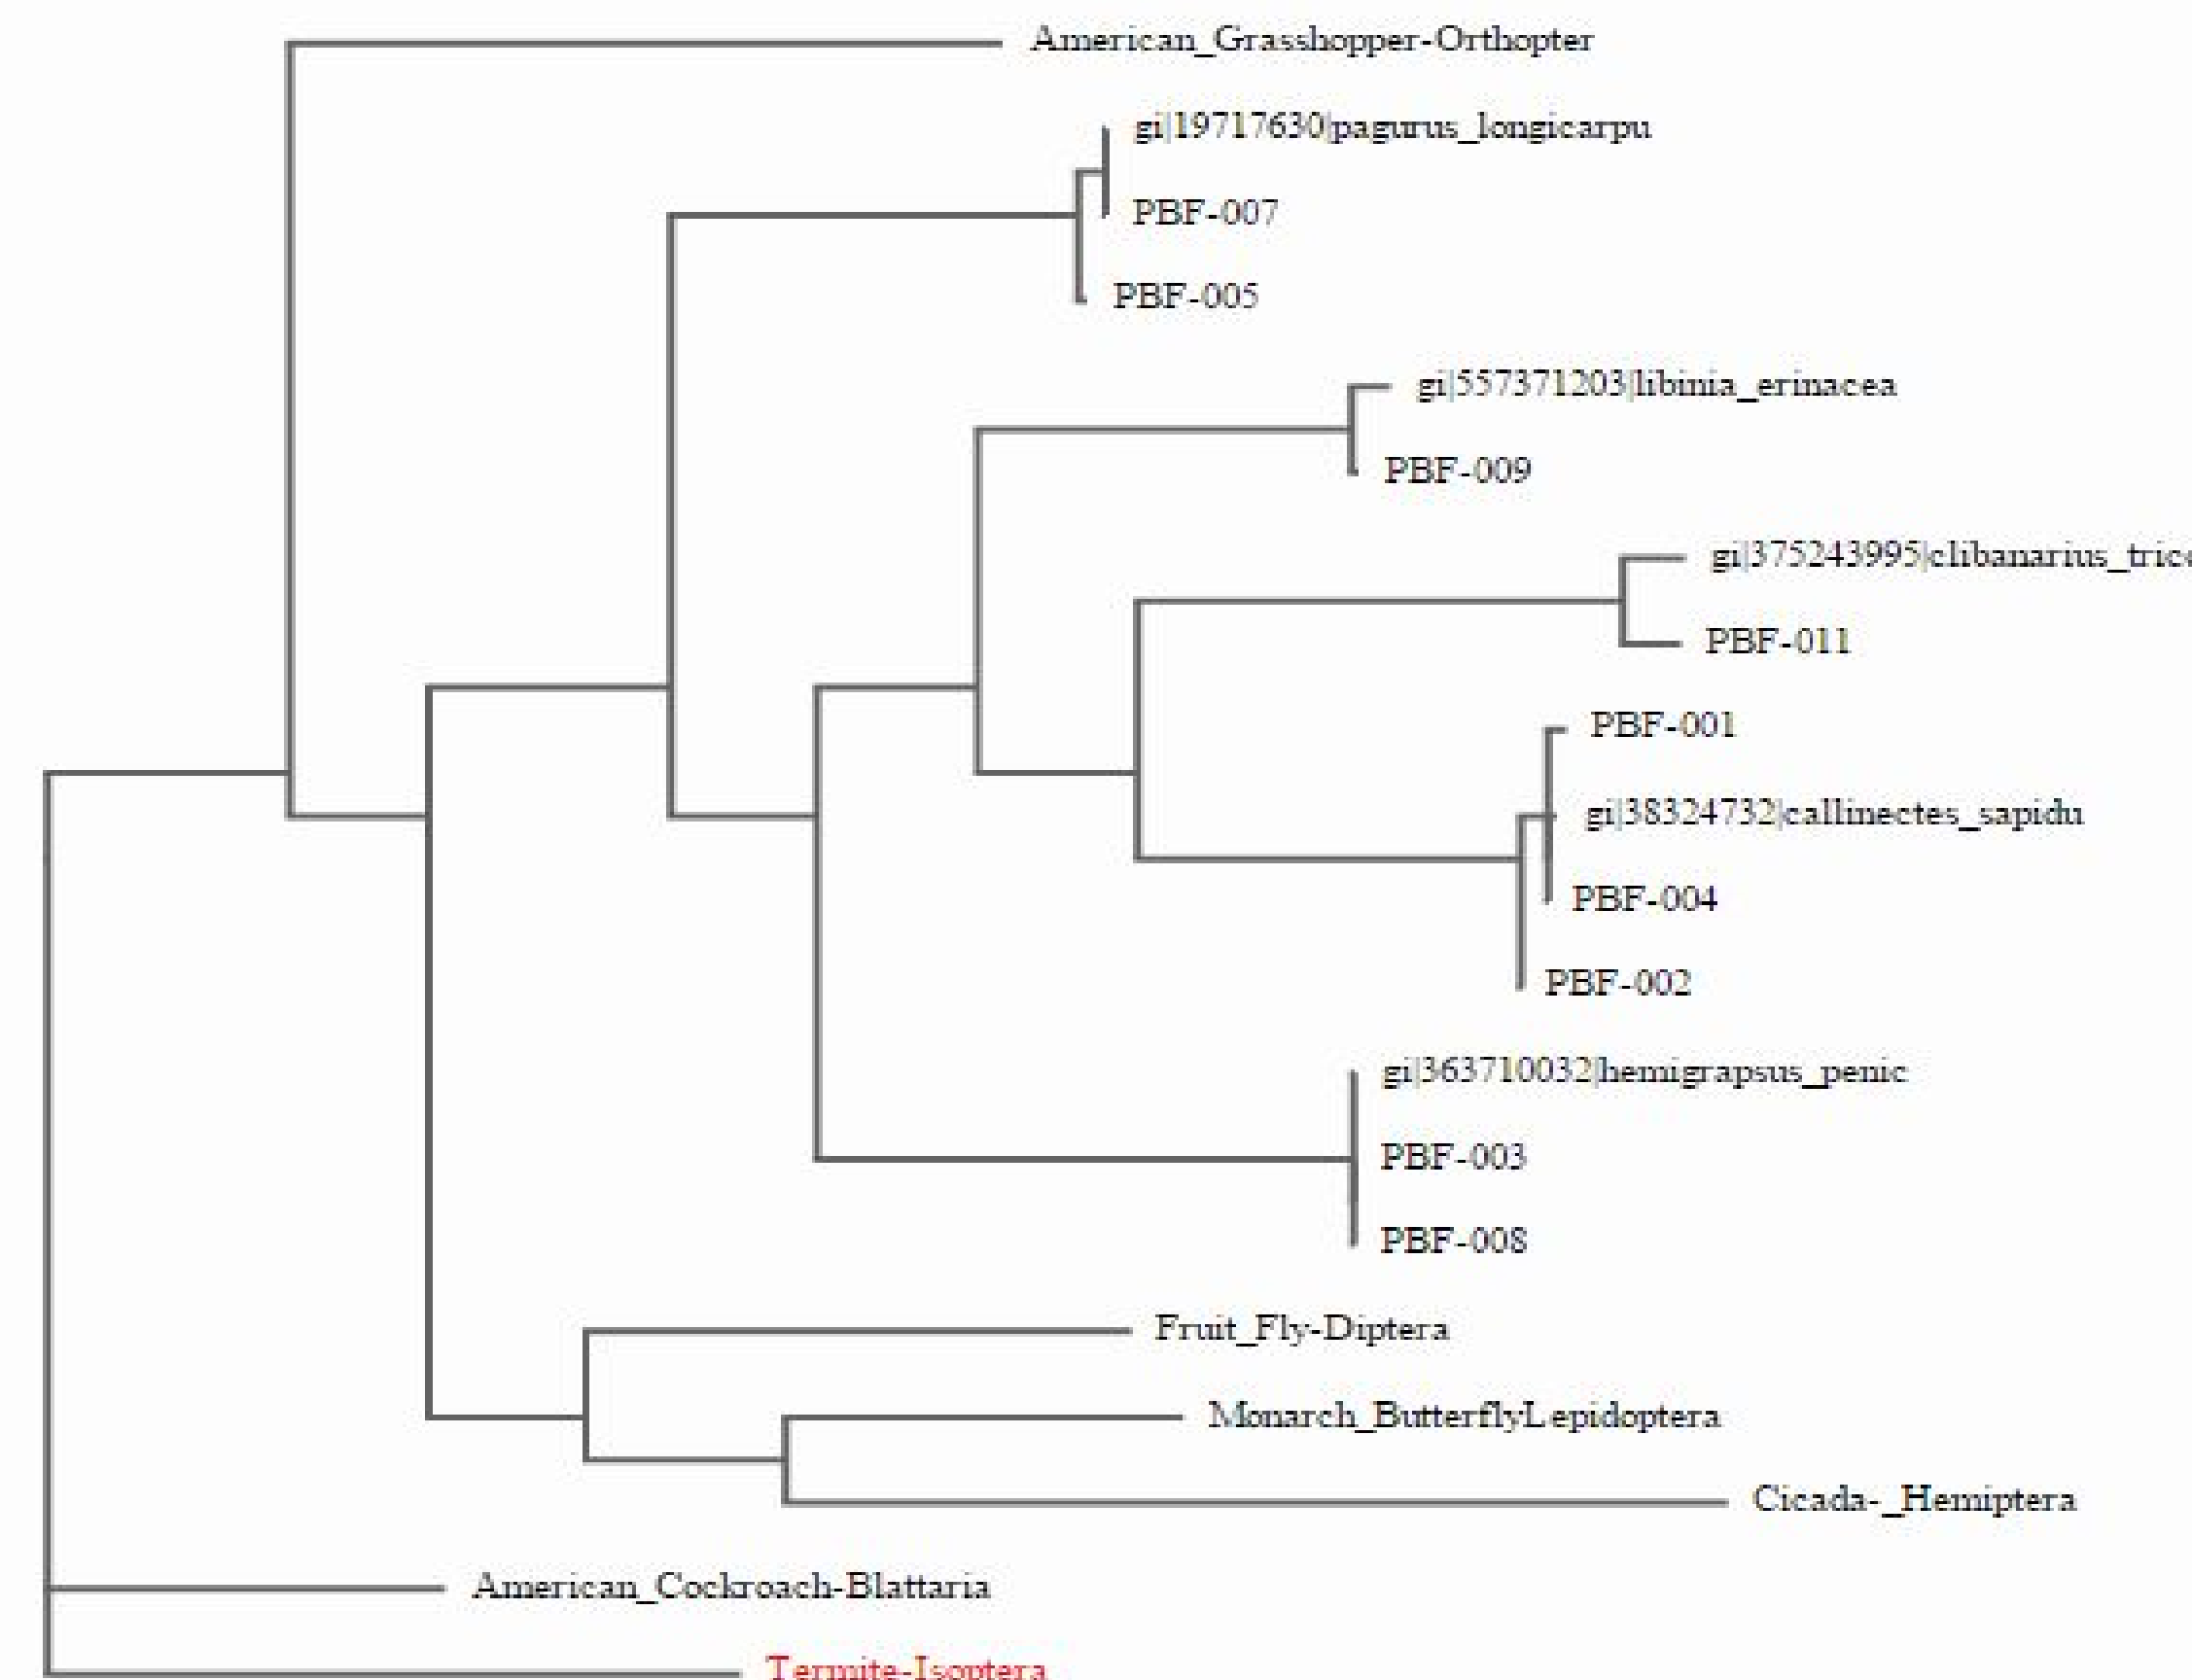 American_Grasshopper-Orthopter
gi|19717630|pagurus_longicarpu
PBF-007
PBF-005
gi|557371203|libinia_erinacea
PBF-009
gi|375243995|clibanarius_trico
PBF-011
PBF-001
gi|38324732|callinectes_sapidu
PBF-004
PBF-002
gi|363710032|hemigrapsus_penic
PBF-003
PBF-008
Fruit_Fly-Diptera
Monarch_ButterflyLepidoptera
Cicada-_Hemiptera
American_Cockroach-Blattaria
Termite-Isoptera